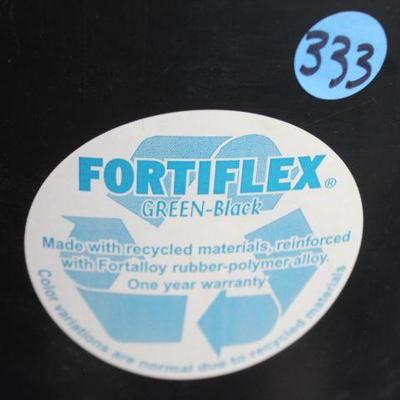 333
FORTIFLEX®
GREEN-Black
Made with recycled materials, reinforced
with Fortalloy rubber-polymer alloy.
One year warranty
Color variations are normal due to recycled materials